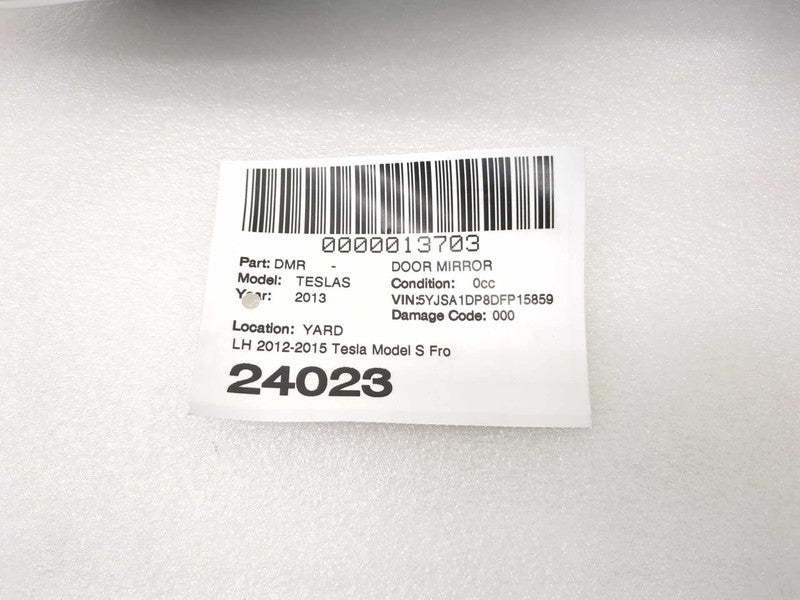 0000013703
Part: DMR - DOOR MIRROR
Model: TESLAS Condition: 0cc
Year: 2013 VIN:5YJSA1DP8DFP15859
Damage Code: 000
Location: YARD
LH 2012-2015 Tesla Model S Fro
24023